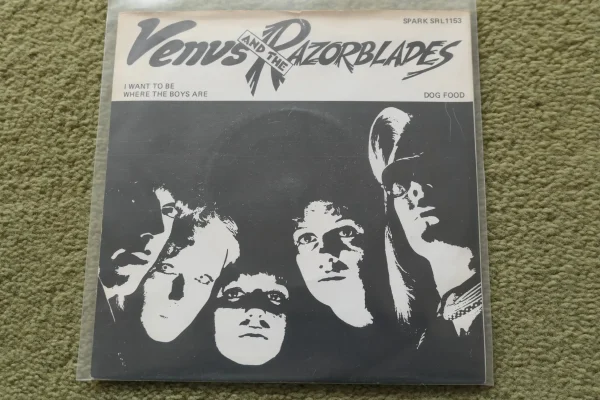 SPARK SRL1153
Venus AND THE RAZORBLADES
I WANT TO BE
WHERE THE BOYS ARE
DOG FOOD